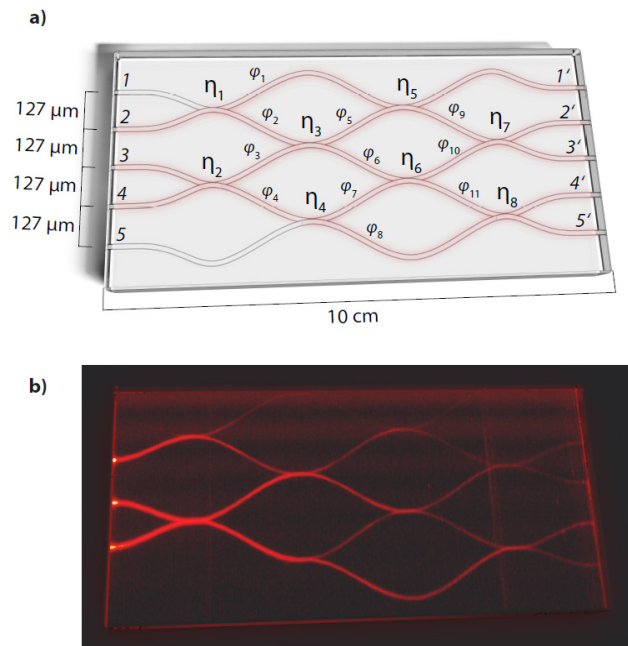 a)
1 η1 φ1 η5 1'
127 μm
2 φ2 η3 φ5 φ9 η7 2'
127 μm
3 φ3 φ6 φ10 3'
127 μm
η2 η6
4 φ4 η4 φ7 φ11 η8 4'
127 μm
5 φ8 5'
10 cm
b)